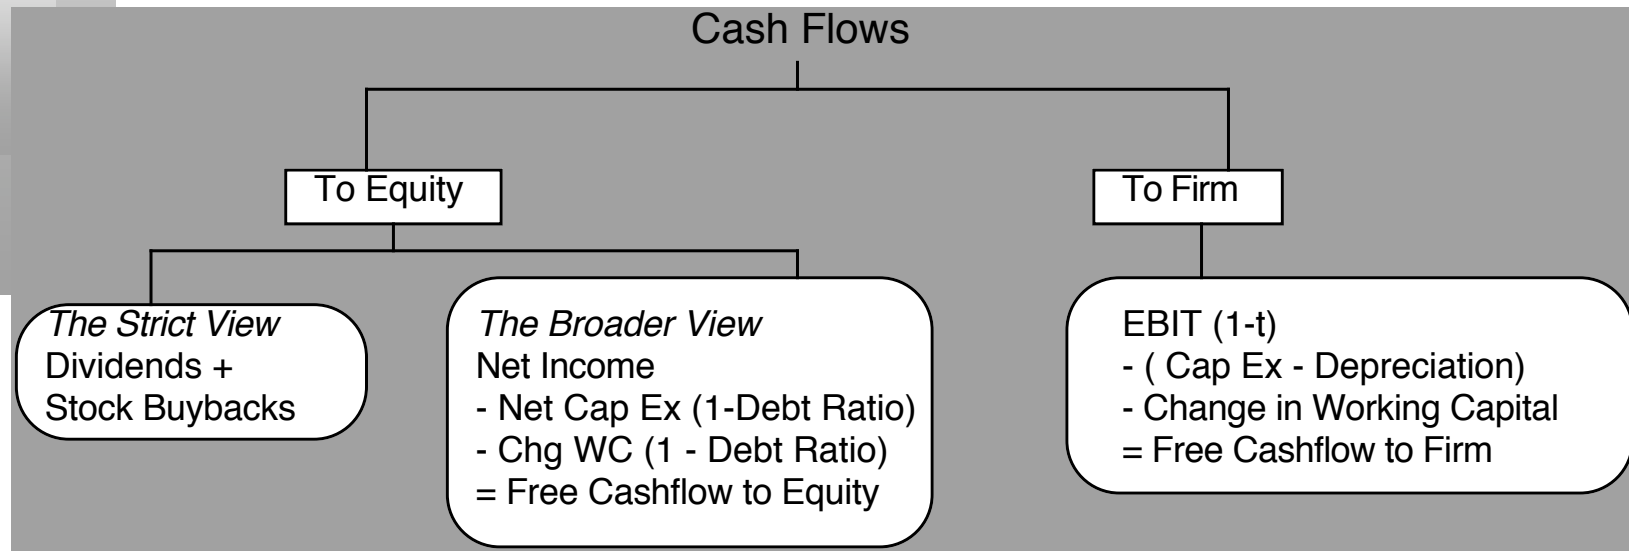 Cash Flows
To Equity
To Firm
The Strict View
Dividends +
Stock Buybacks
The Broader View
Net Income
- Net Cap Ex (1-Debt Ratio)
- Chg WC (1 - Debt Ratio)
= Free Cashflow to Equity
EBIT (1-t)
- ( Cap Ex - Depreciation)
- Change in Working Capital
= Free Cashflow to Firm